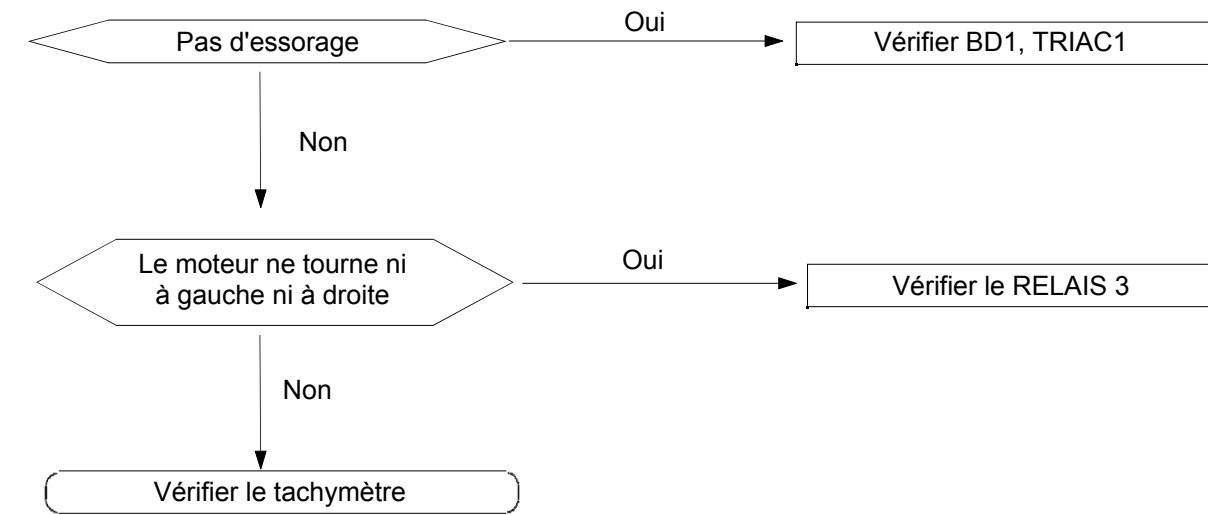 Pas d'essorage
Oui
Vérifier BD1, TRIAC1
Non
Le moteur ne tourne ni
à gauche ni à droite
Oui
Vérifier le RELAIS 3
Non
Vérifier le tachymètre